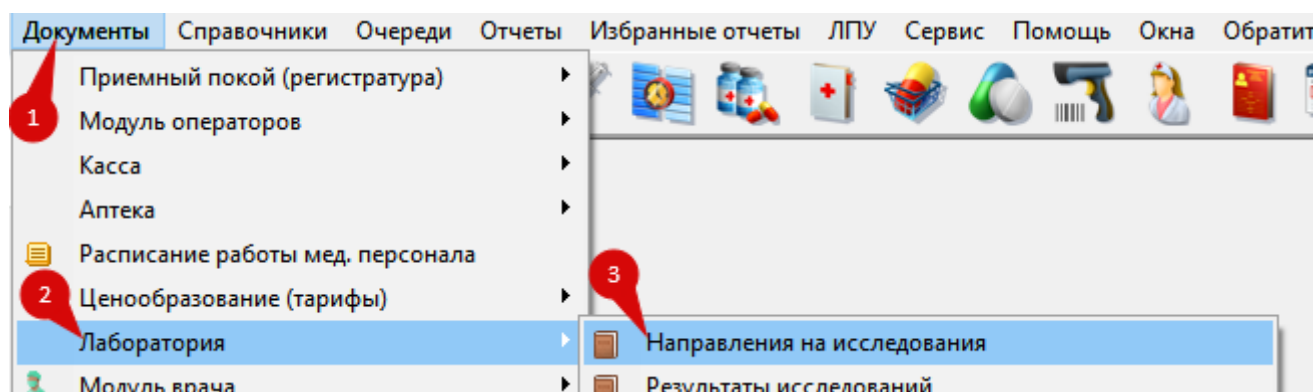 Документы Справочники Очереди Отчеты Избранные отчеты ЛПУ Сервис Помощь Окна
Приемный покой (регистратура)
1
Модуль операторов
Касса
Аптека
Расписание работы мед. персонала
3
2
Ценообразование (тарифы)
Лаборатория
Направления на исследования
Модуль врача
Результаты исследований